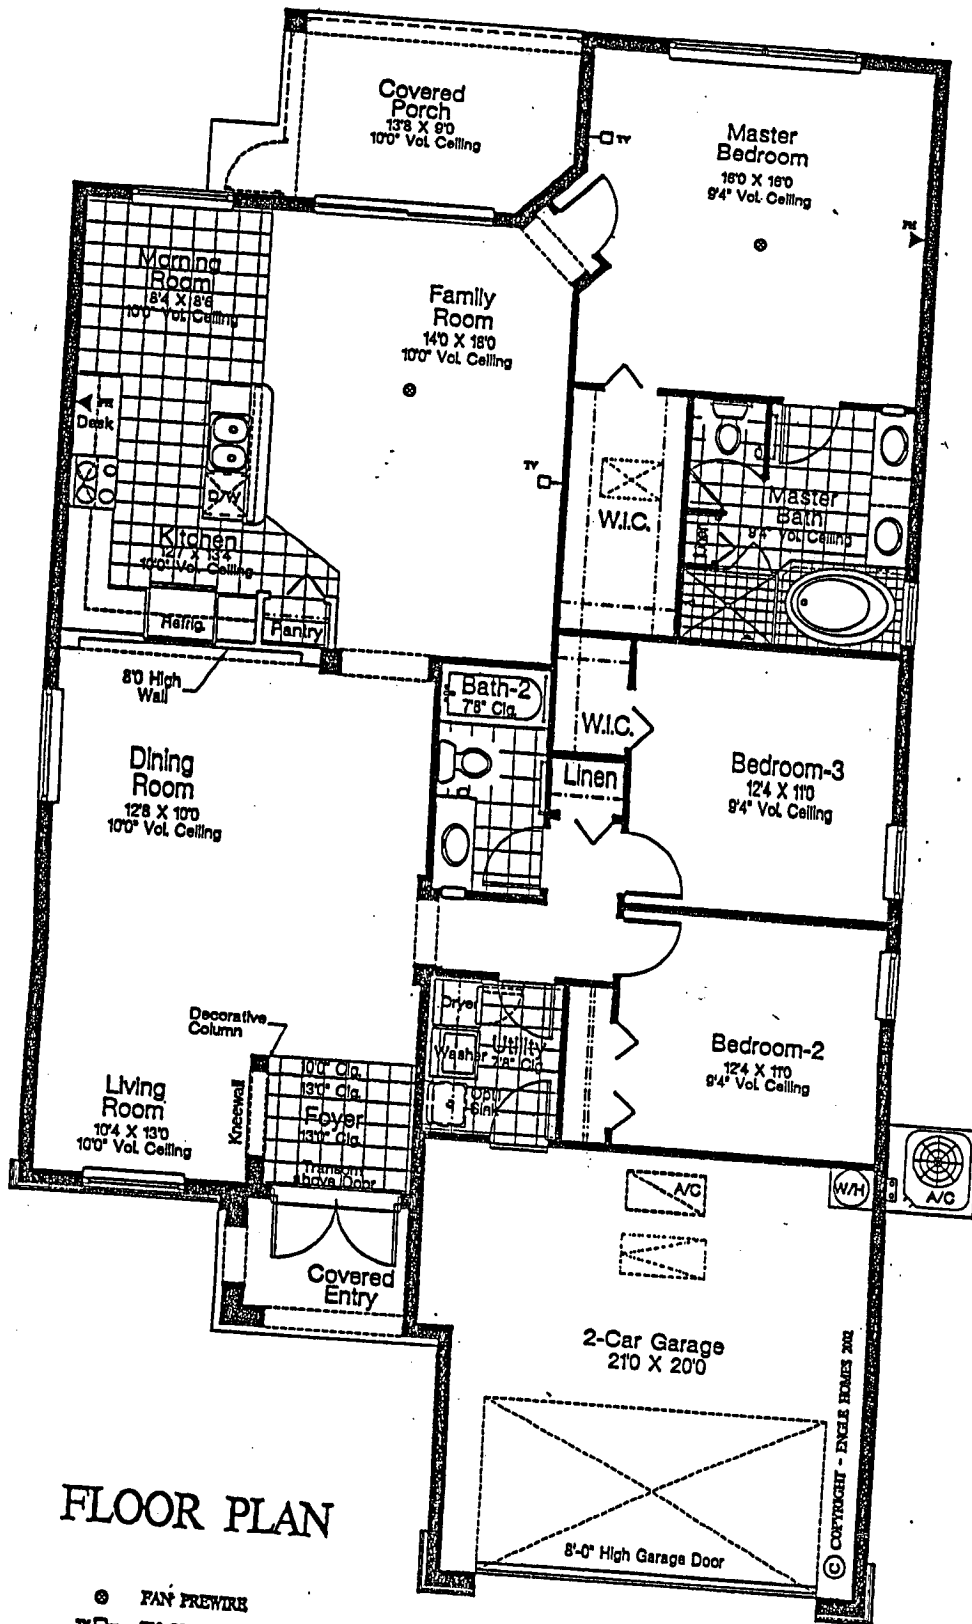 Covered
Porch
13'8 X 9'0
10'0" Vol. Ceiling
TV
Master
Bedroom
16'0 X 16'0
9'4" Vol. Ceiling
PH
Morning
Room
8'4 X 8'6
10'0" Vol. Ceiling
Family
Room
14'0 X 18'0
10'0" Vol. Ceiling
PH
Desk
D/W
TV
W.I.C.
Master
Bath
9'4" Vol. Ceiling
Linen
Kitchen
12'7 X 13'4
10'0" Vol. Ceiling
Refrig.
Pantry
8'0 High
Wall
Bath-2
7'8" Clg.
W.I.C.
Linen
Bedroom-3
12'4 X 11'0
9'4" Vol. Ceiling
Dining
Room
12'8 X 10'0
10'0" Vol. Ceiling
Decorative
Column
Dryer
Washer
Utility
7'8" Clg
Opt.
Sink
Bedroom-2
12'4 X 11'0
9'4" Vol. Ceiling
Living
Room
10'4 X 13'0
10'0" Vol. Ceiling
Kneewall
10'0" Clg.
13'0" Clg.
Foyer
13'0" Clg.
Transom
Above Door
A/C
W/H
A/C
Covered
Entry
2-Car Garage
21'0 X 20'0
8'-0" High Garage Door
© COPYRIGHT - ENGLE HOMES 2002
FLOOR PLAN
FAN PREWIRE